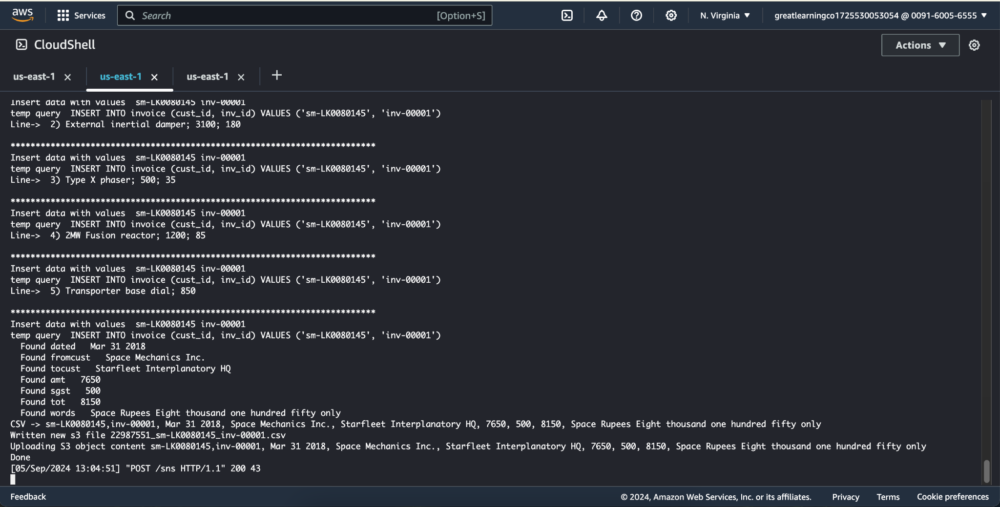 aws
Services
Search [Option+S]
N. Virginia ▼
greatlearningco1725530053054 @ 0091-6005-6555 ▼
CloudShell
Actions ▼
us-east-1 ×
us-east-1 ×
us-east-1 ×
+
Insert data with values  sm-LK0080145 inv-00001
temp query  INSERT INTO invoice (cust_id, inv_id) VALUES ('sm-LK0080145', 'inv-00001')
Line->  2) External inertial damper; 3100; 180
*************************************************************************
Insert data with values  sm-LK0080145 inv-00001
temp query  INSERT INTO invoice (cust_id, inv_id) VALUES ('sm-LK0080145', 'inv-00001')
Line->  3) Type X phaser; 500; 35
*************************************************************************
Insert data with values  sm-LK0080145 inv-00001
temp query  INSERT INTO invoice (cust_id, inv_id) VALUES ('sm-LK0080145', 'inv-00001')
Line->  4) 2MW Fusion reactor; 1200; 85
*************************************************************************
Insert data with values  sm-LK0080145 inv-00001
temp query  INSERT INTO invoice (cust_id, inv_id) VALUES ('sm-LK0080145', 'inv-00001')
Line->  5) Transporter base dial; 850
*************************************************************************
Insert data with values  sm-LK0080145 inv-00001
temp query  INSERT INTO invoice (cust_id, inv_id) VALUES ('sm-LK0080145', 'inv-00001')
  Found dated   Mar 31 2018
  Found fromcust   Space Mechanics Inc.
  Found tocust   Starfleet Interplanatory HQ
  Found amt   7650
  Found sgst   500
  Found tot   8150
  Found words   Space Rupees Eight thousand one hundred fifty only
CSV -> sm-LK0080145,inv-00001, Mar 31 2018, Space Mechanics Inc., Starfleet Interplanatory HQ, 7650, 500, 8150, Space Rupees Eight thousand one hundred fifty only
Written new s3 file 22987551_sm-LK0080145_inv-00001.csv
Uploading S3 object content sm-LK0080145,inv-00001, Mar 31 2018, Space Mechanics Inc., Starfleet Interplanatory HQ, 7650, 500, 8150, Space Rupees Eight thousand one hundred fifty only
Done
[05/Sep/2024 13:04:51] "POST /sns HTTP/1.1" 200 43
Feedback
© 2024, Amazon Web Services, Inc. or its affiliates.
Privacy
Terms
Cookie preferences